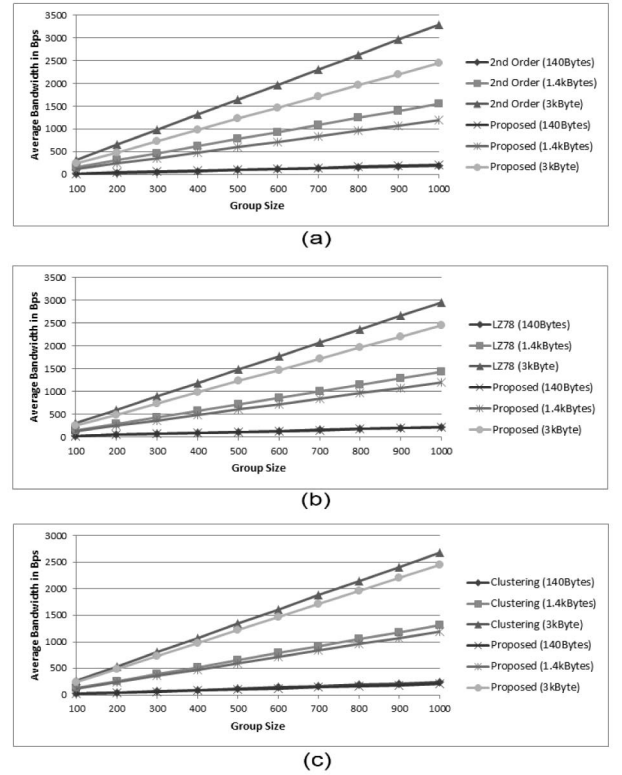 3500
3000
2500
2000
1500
1000
500
0
Average Bandwidth in Bps
100 200 300 400 500 600 700 800 900 1000
Group Size
2nd Order (140Bytes)
2nd Order (1.4kBytes)
2nd Order (3kByte)
Proposed (140Bytes)
Proposed (1.4kBytes)
Proposed (3kByte)
(a)
3500
3000
2500
2000
1500
1000
500
0
Average Bandwidth in Bps
100 200 300 400 500 600 700 800 900 1000
Group Size
LZ78 (140Bytes)
LZ78 (1.4kBytes)
LZ78 (3kByte)
Proposed (140Bytes)
Proposed (1.4kBytes)
Proposed (3kByte)
(b)
3000
2500
2000
1500
1000
500
0
Average Bandwidth in Bps
100 200 300 400 500 600 700 800 900 1000
Group Size
Clustering (140Bytes)
Clustering (1.4kBytes)
Clustering (3kByte)
Proposed (140Bytes)
Proposed (1.4kBytes)
Proposed (3kByte)
(c)